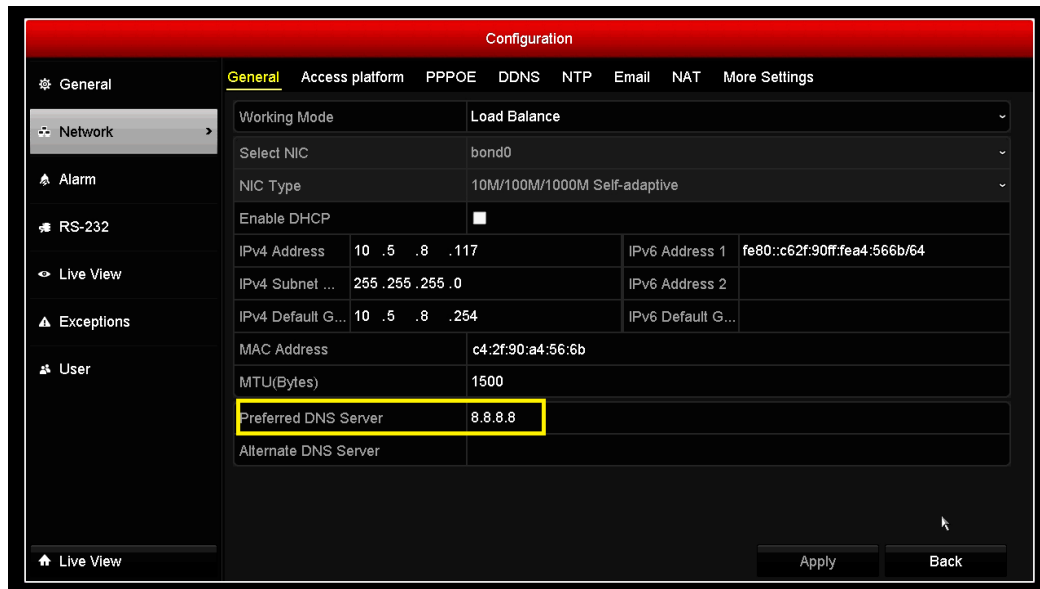 Configuration
General
Network
Alarm
RS-232
Live View
Exceptions
User
Live View
General Access platform PPPOE DDNS NTP Email NAT More Settings
Working Mode Load Balance
Select NIC bond0
NIC Type 10M/100M/1000M Self-adaptive
Enable DHCP
IPv4 Address 10 .5 .8 .117 IPv6 Address 1 fe80::c62f:90ff:fea4:566b/64
IPv4 Subnet ... 255.255.255.0 IPv6 Address 2
IPv4 Default G... 10 .5 .8 .254 IPv6 Default G...
MAC Address c4:2f:90:a4:56:6b
MTU(Bytes) 1500
Preferred DNS Server 8.8.8.8
Alternate DNS Server
Apply Back